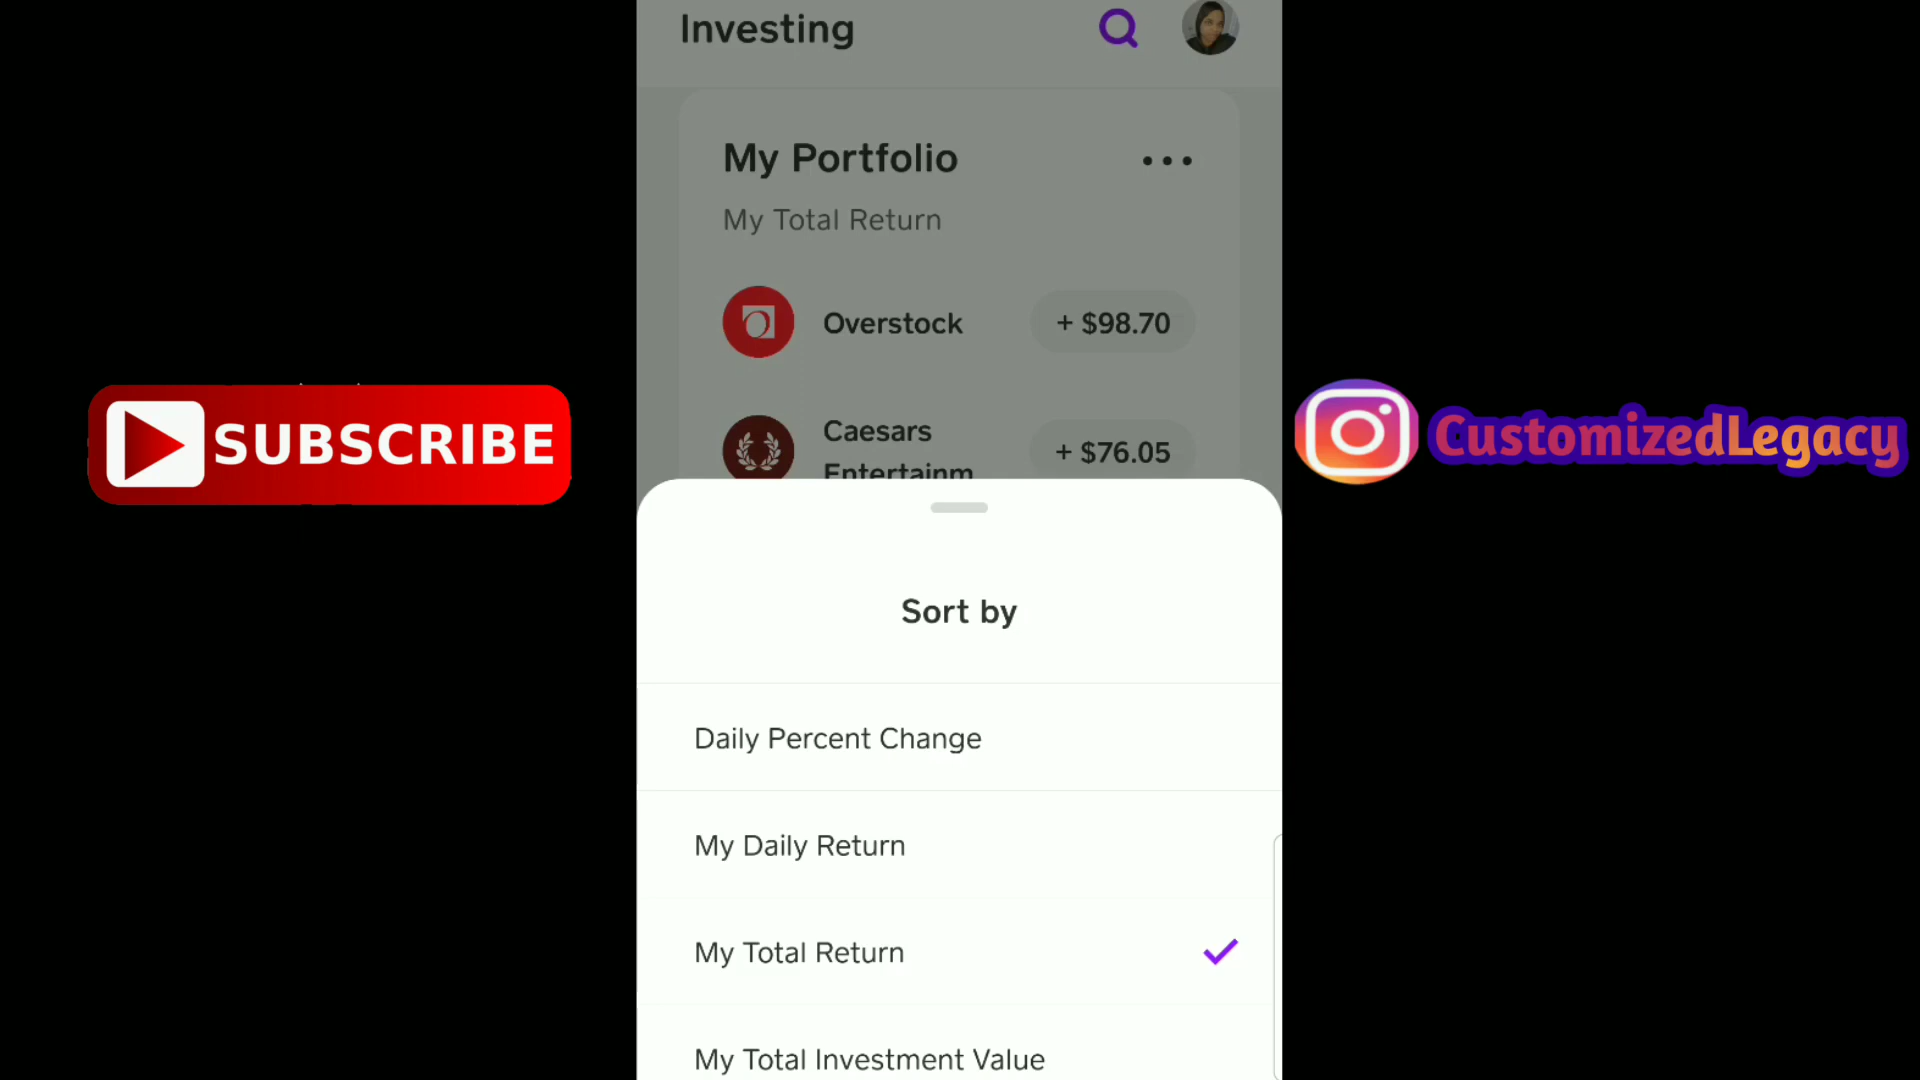 Investing
My Portfolio
My Total Return
Overstock
+ $98.70
Caesars
Entertainm
+ $76.05
SUBSCRIBE
CustomizedLegacy
Sort by
Daily Percent Change
My Daily Return
My Total Return
My Total Investment Value